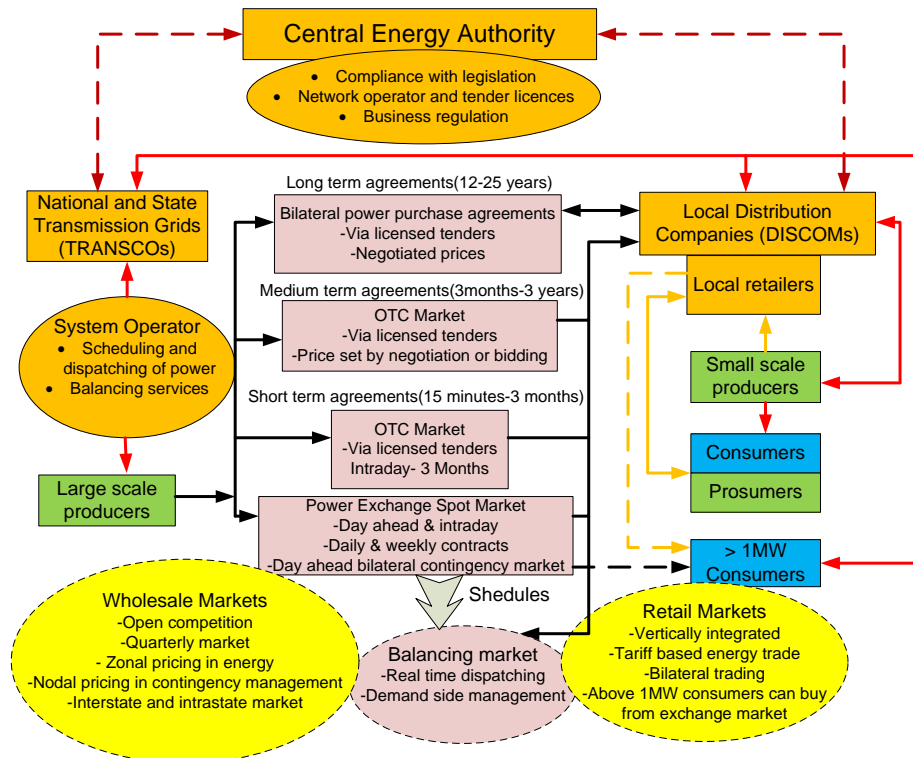 Central Energy Authority
• Compliance with legislation
• Network operator and tender licences
• Business regulation
National and State
Transmission Grids
(TRANSCOs)
System Operator
• Scheduling and
dispatching of power
• Balancing services
Large scale
producers
Long term agreements(12-25 years)
Bilateral power purchase agreements
-Via licensed tenders
-Negotiated prices
Medium term agreements(3months-3 years)
OTC Market
-Via licensed tenders
-Price set by negotiation or bidding
Short term agreements(15 minutes-3 months)
OTC Market
-Via licensed tenders
Intraday- 3 Months
Power Exchange Spot Market
-Day ahead & intraday
-Daily & weekly contracts
-Day ahead bilateral contingency market
Shedules
Local Distribution
Companies (DISCOMs)
Local retailers
Small scale
producers
Consumers
Prosumers
> 1MW
Consumers
Wholesale Markets
-Open competition
-Quarterly market
- Zonal pricing in energy
-Nodal pricing in contingency management
-Interstate and intrastate market
Balancing market
-Real time dispatching
-Demand side management
Retail Markets
-Vertically integrated
-Tariff based energy trade
-Bilateral trading
-Above 1MW consumers can buy
from exchange market